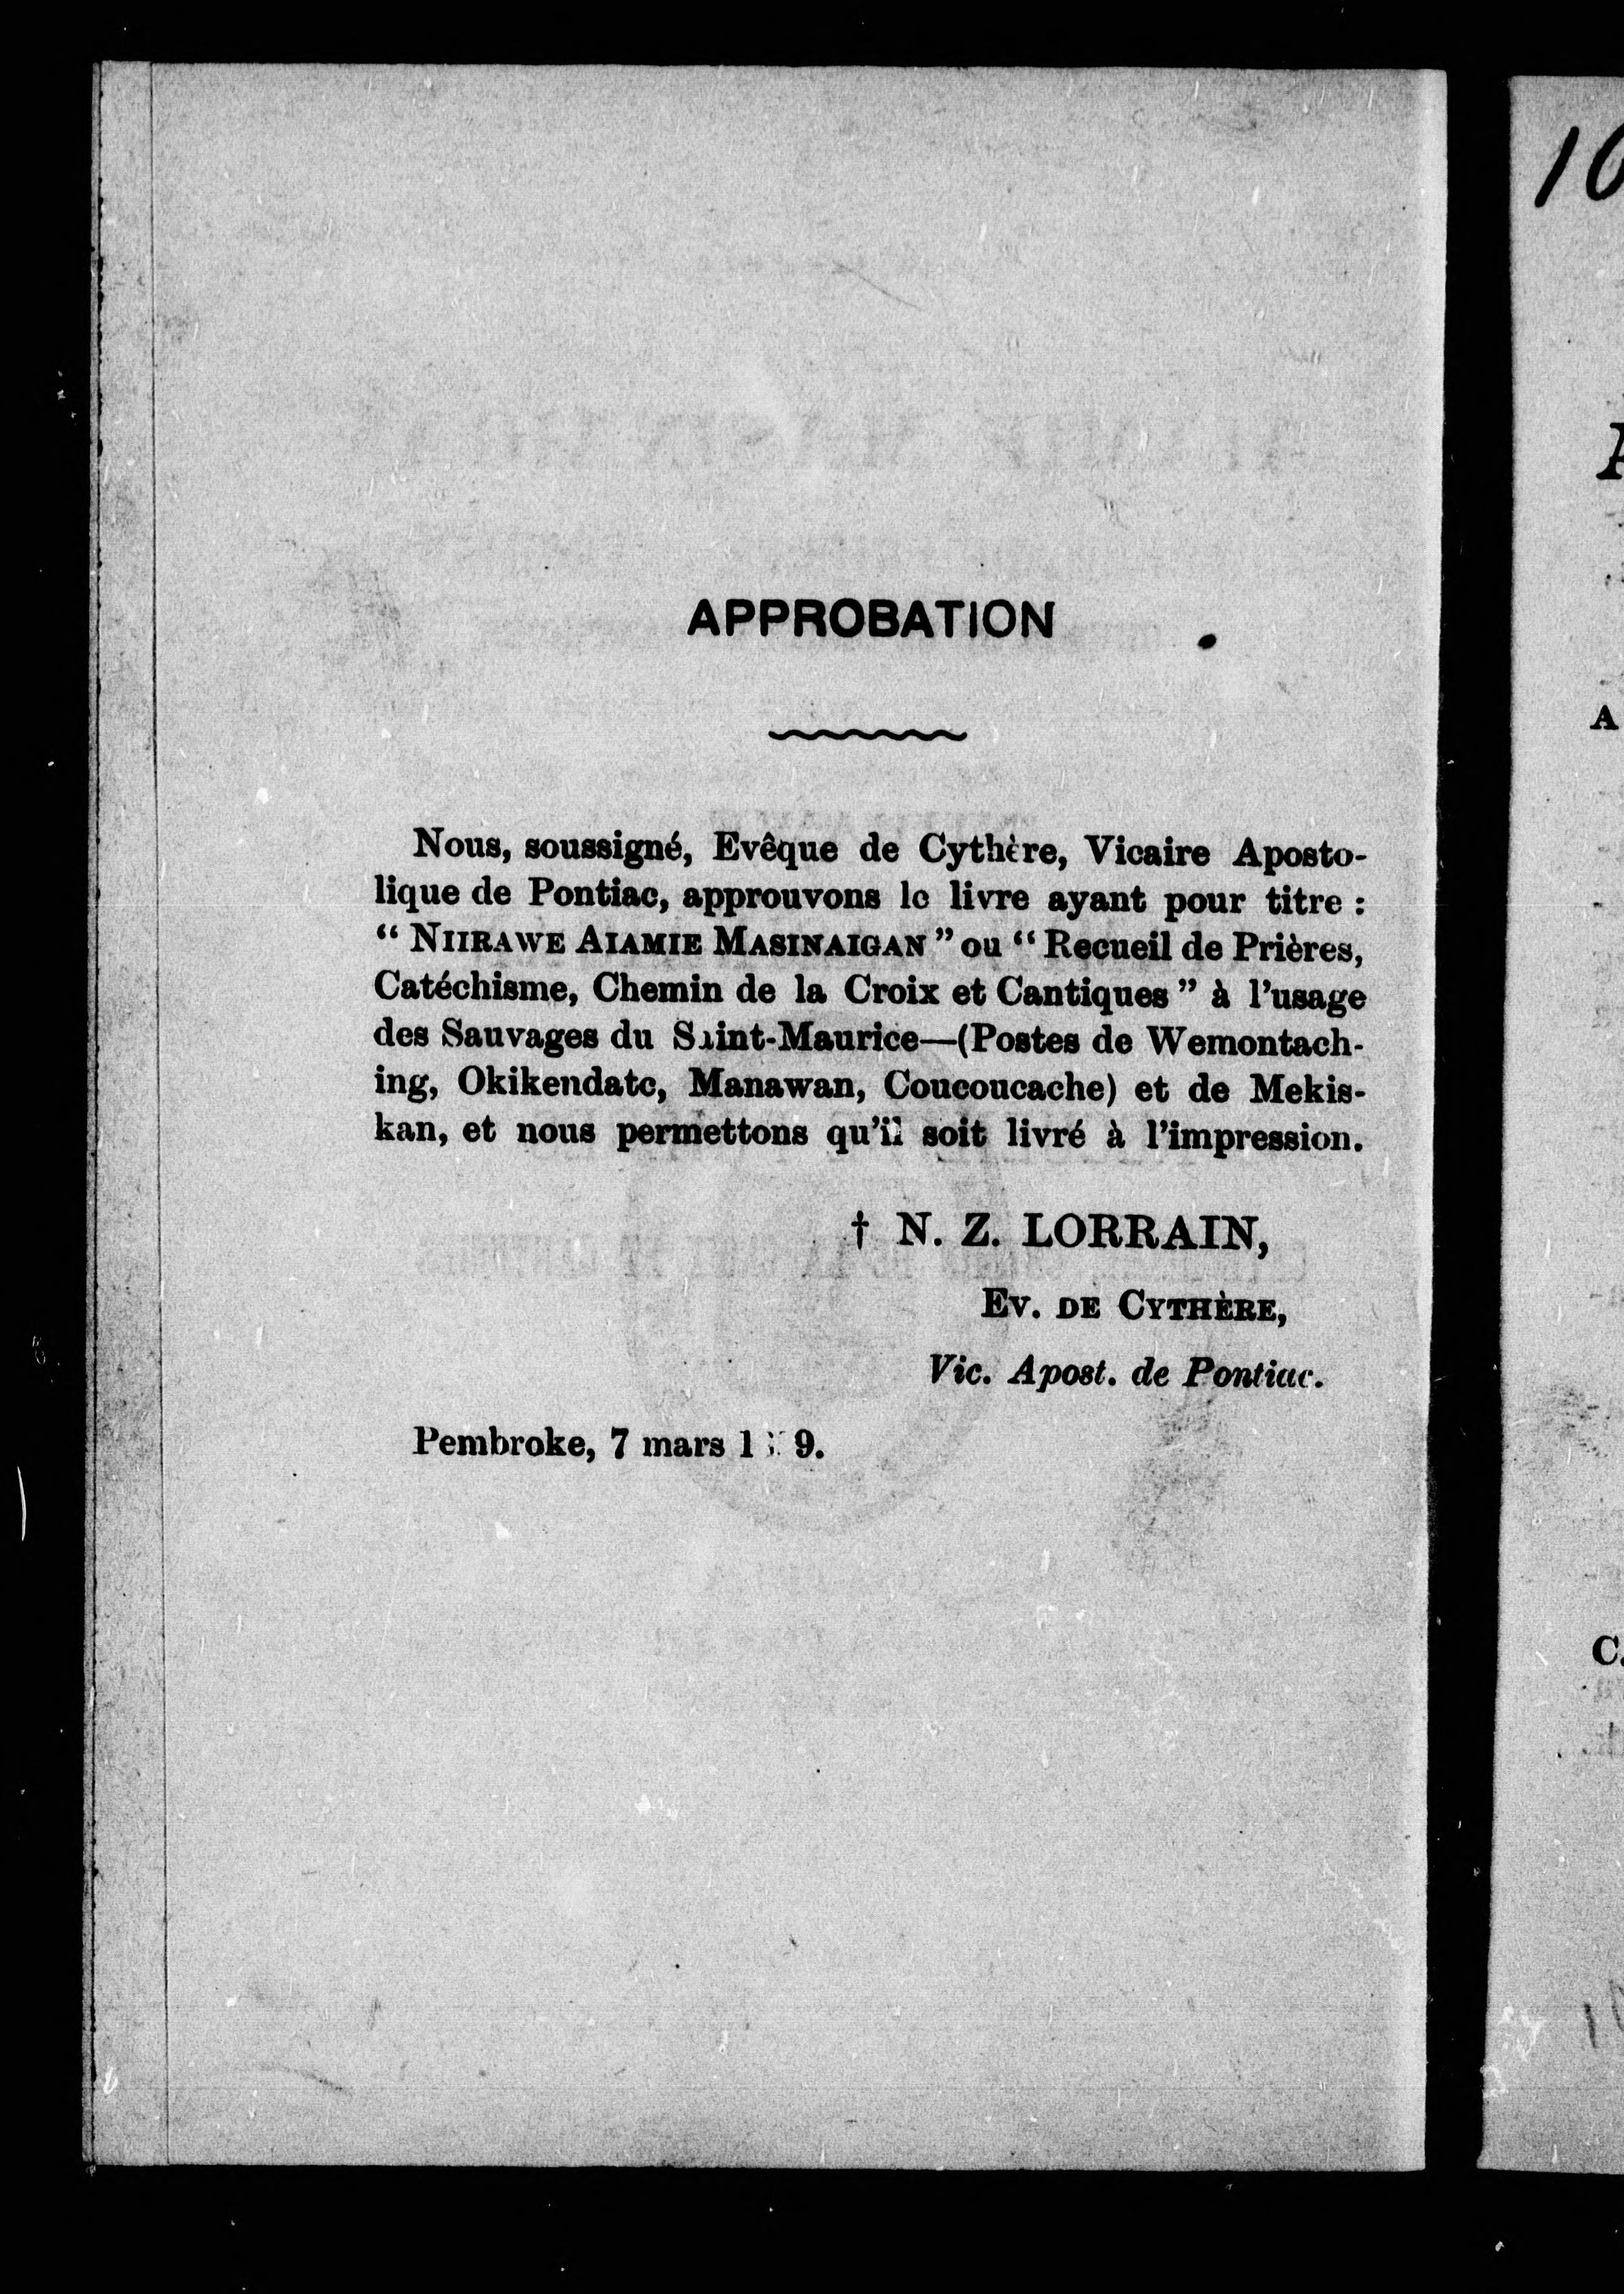 APPROBATION
Nous, soussigné, Evêque de Cythère, Vicaire Aposto-
lique de Pontiac, approuvons le livre ayant pour titre :
“ NIIRAWE AIAMIE MASINAIGAN ” ou “ Recueil de Prières,
Catéchisme, Chemin de la Croix et Cantiques ” à l'usage
des Sauvages du Saint-Maurice—(Postes de Wemontach-
ing, Okikendate, Manawan, Coucoucache) et de Mekis-
kan, et nous permettons qu'il soit livré à l'impression.
† N. Z. LORRAIN,
EV. DE CYTHÈRE,
Vic. Apost. de Pontiac.
Pembroke, 7 mars